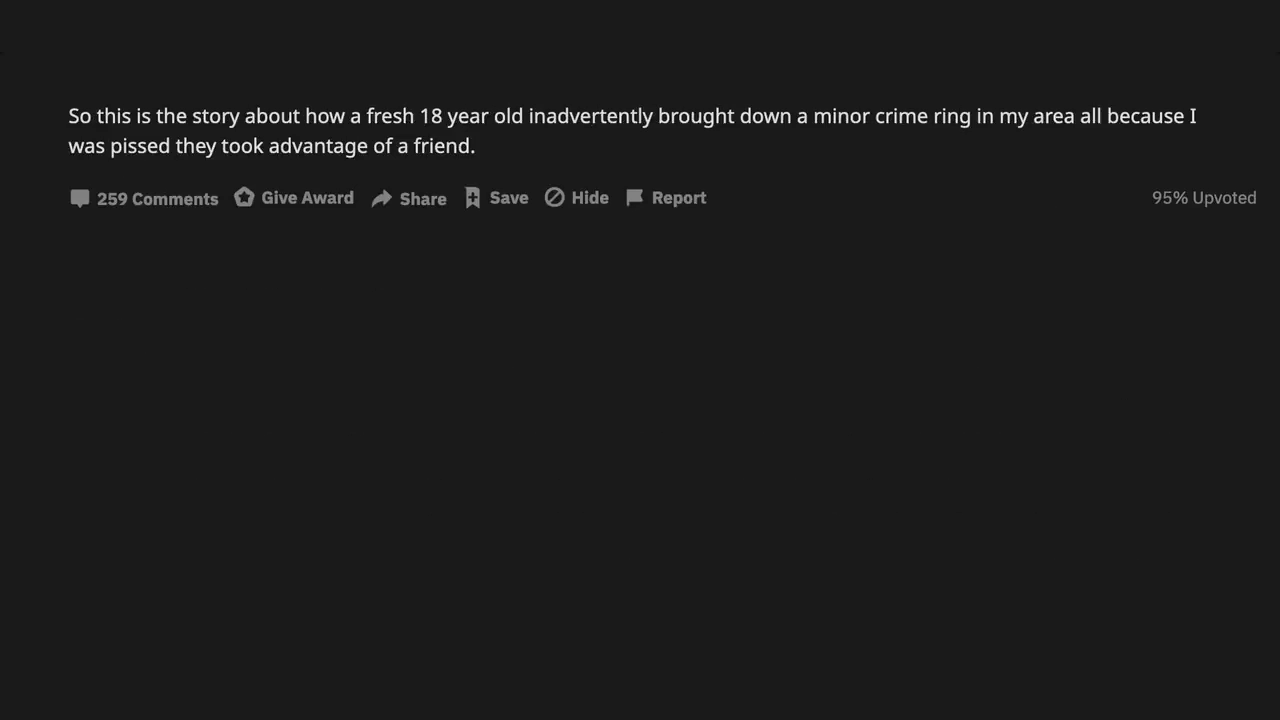 So this is the story about how a fresh 18 year old inadvertently brought down a minor crime ring in my area all because I
was pissed they took advantage of a friend.
259 Comments Give Award Share Save Hide Report 95% Upvoted